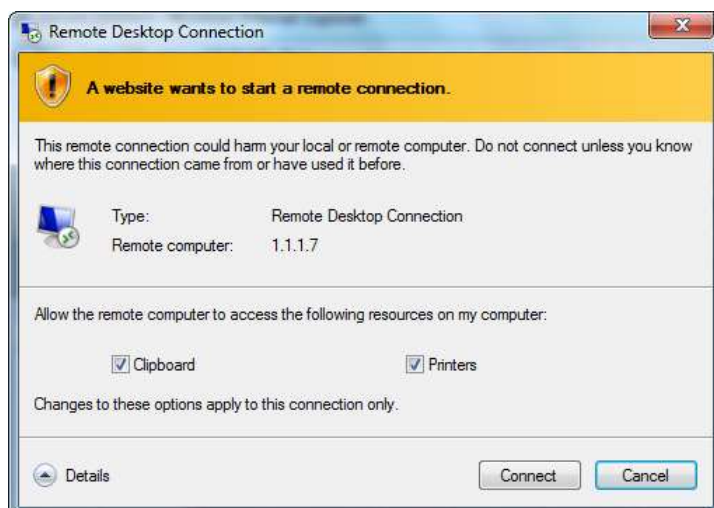 Remote Desktop Connection
A website wants to start a remote connection.
This remote connection could harm your local or remote computer. Do not connect unless you know
where this connection came from or have used it before.
Type: Remote Desktop Connection
Remote computer: 1.1.1.7
Allow the remote computer to access the following resources on my computer:
Clipboard Printers
Changes to these options apply to this connection only.
Details Connect Cancel